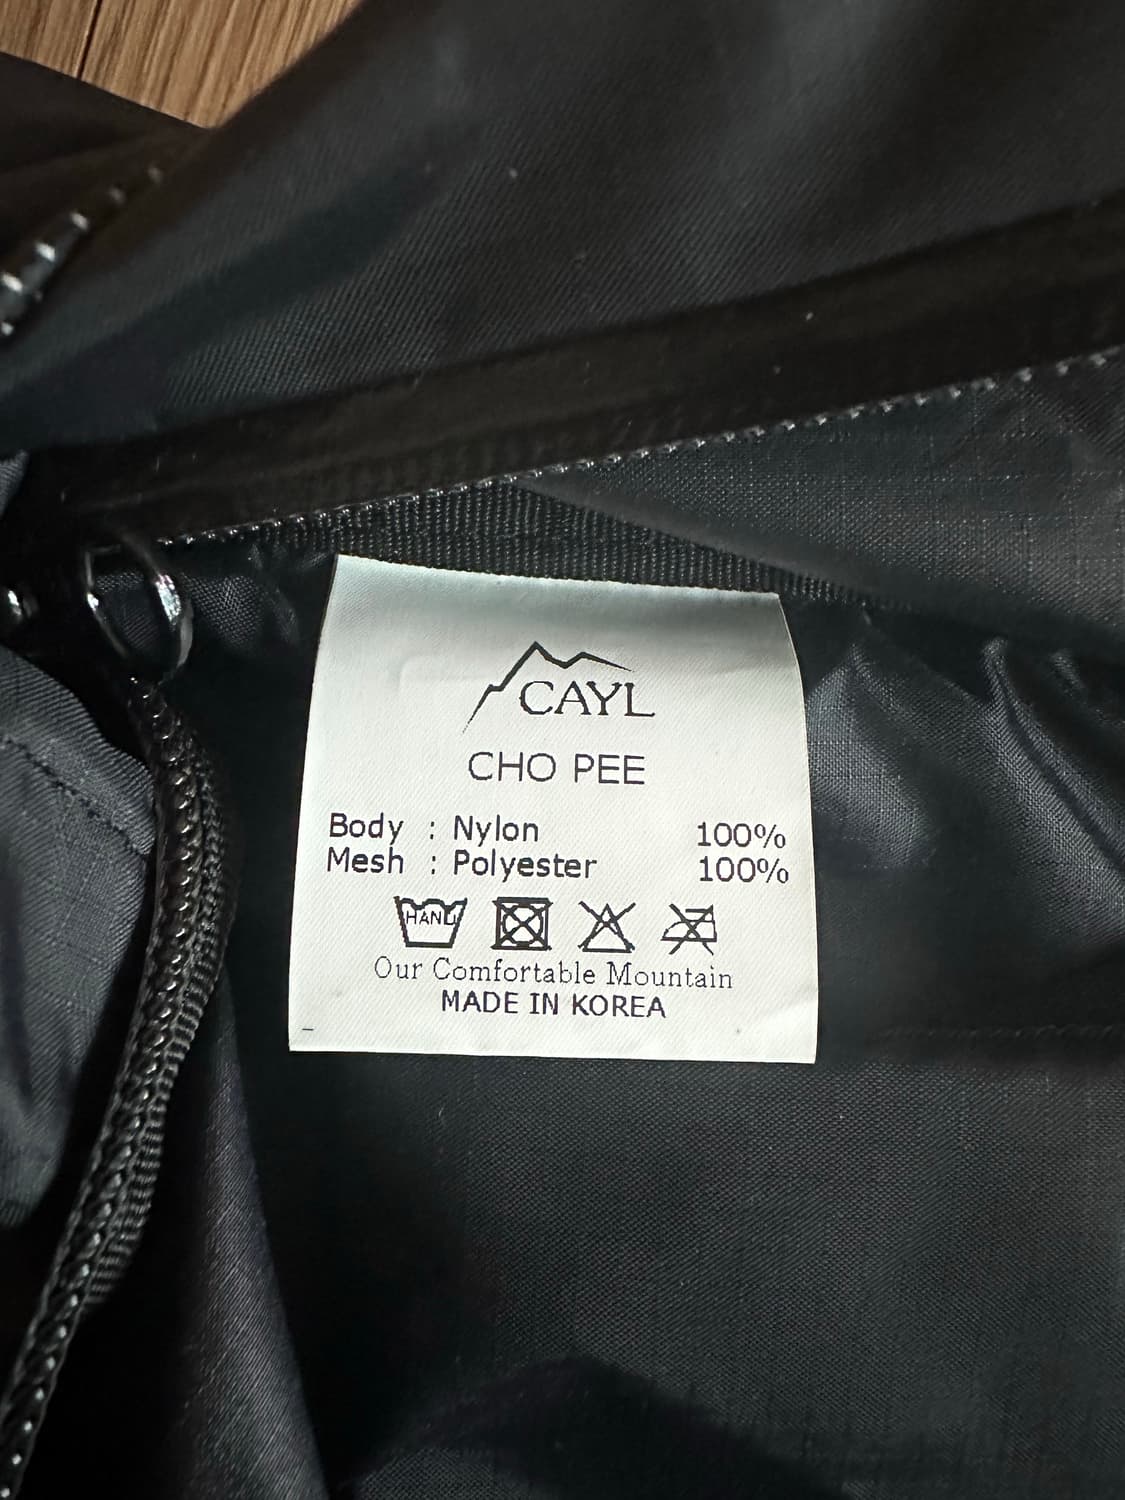 CAYL
CHO PEE
Body : Nylon 100%
Mesh : Polyester 100%
HAND
Our Comfortable Mountain
MADE IN KOREA